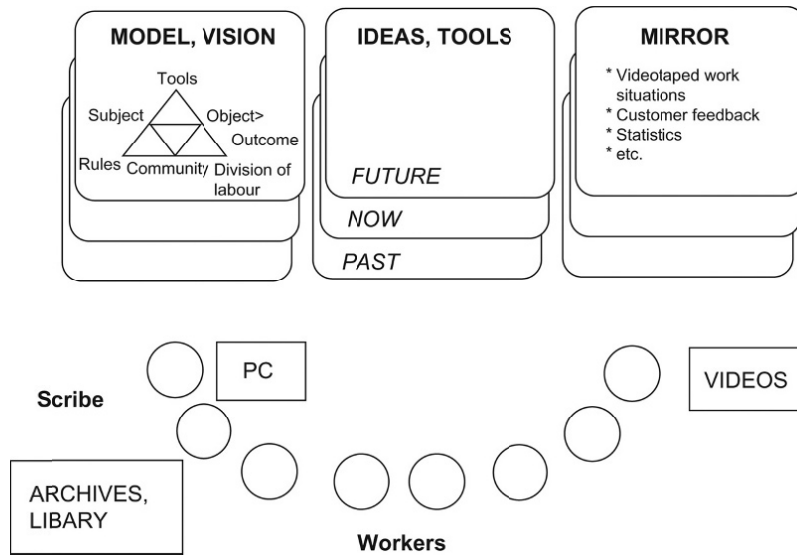 MODEL, VISION
Tools
Subject
Object>
Outcome
Rules
Community
Division of
labour
IDEAS, TOOLS
FUTURE
NOW
PAST
MIRROR
* Videotaped work
situations
* Customer feedback
* Statistics
* etc.
PC
VIDEOS
Scribe
ARCHIVES,
LIBARY
Workers